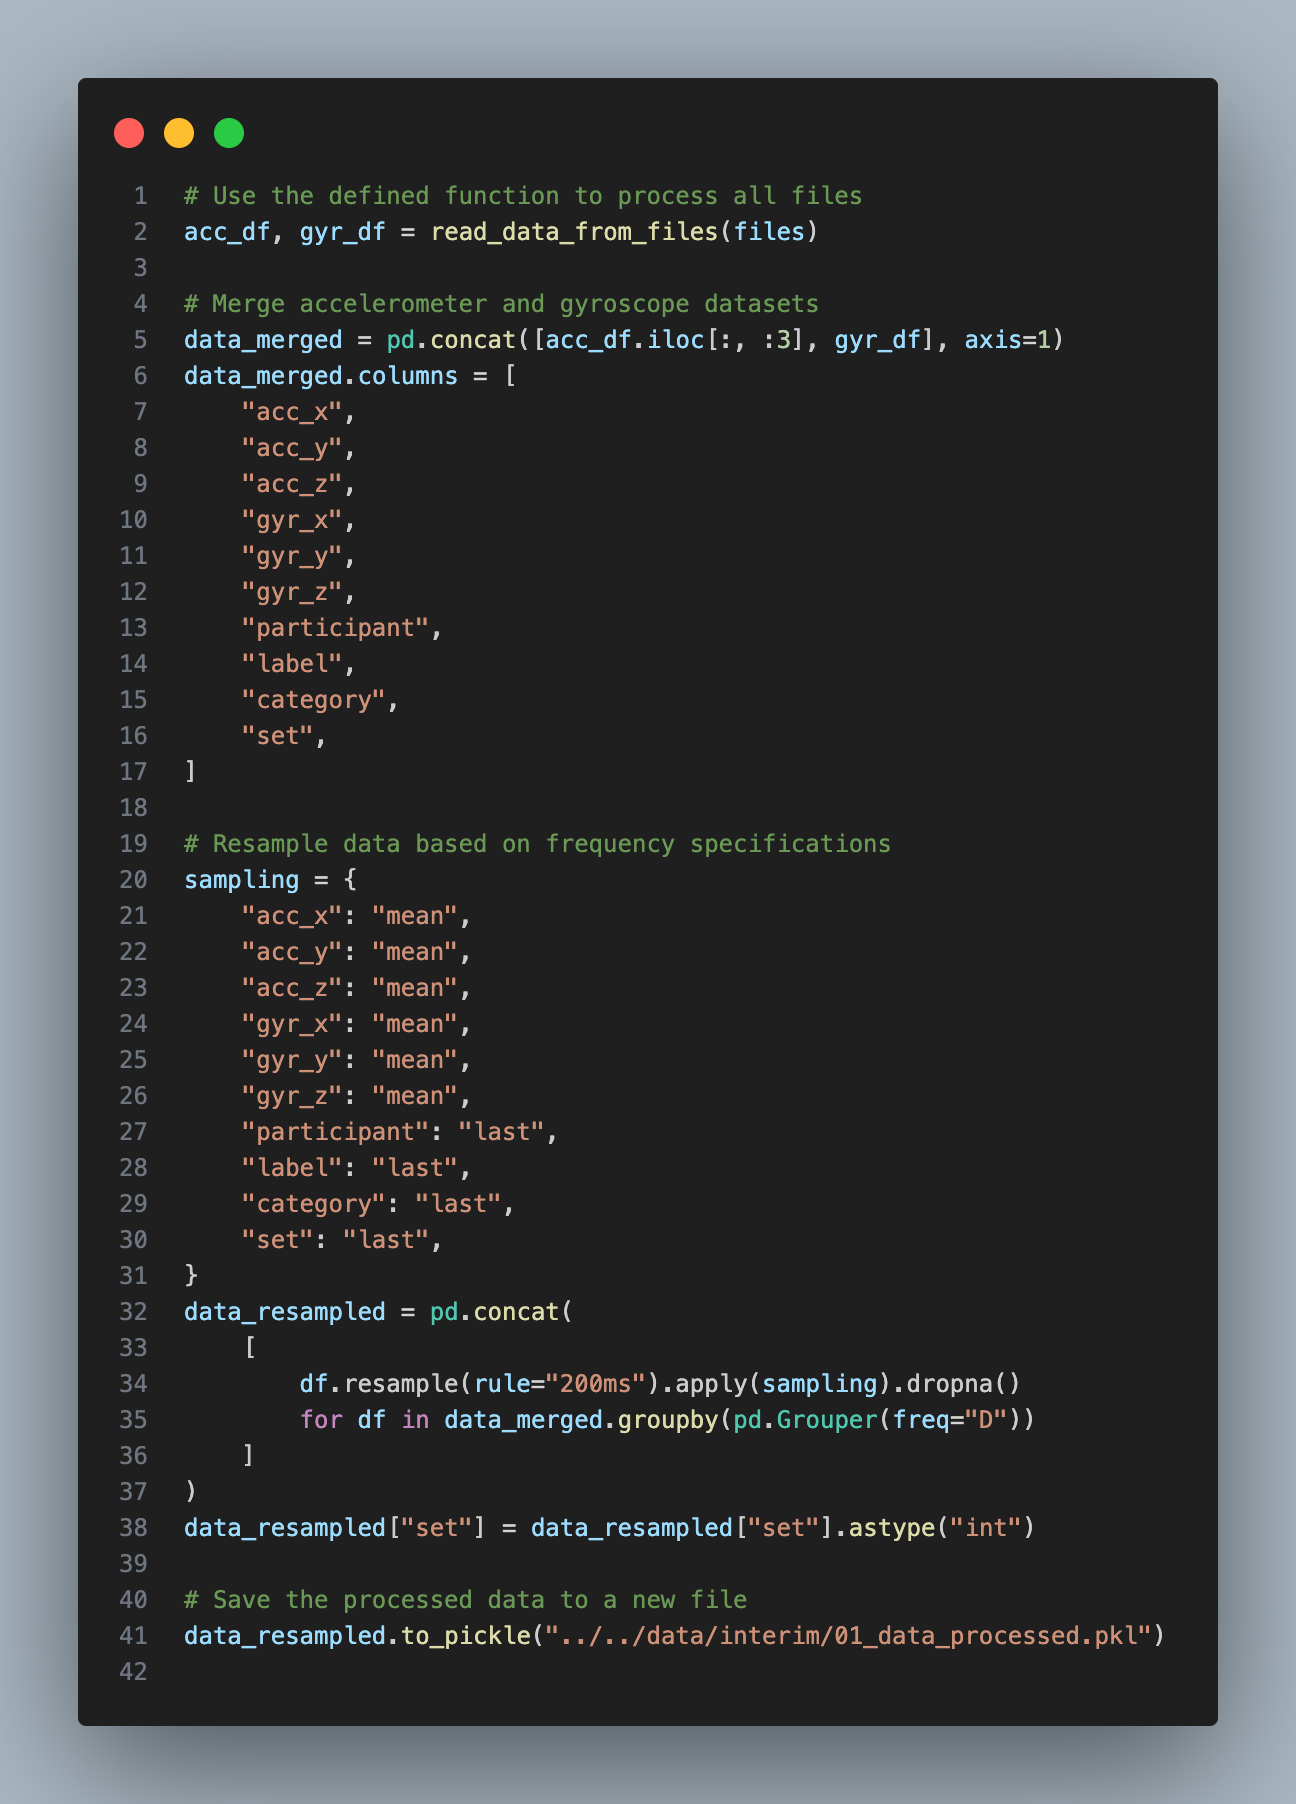 1 # Use the defined function to process all files
2 acc_df, gyr_df = read_data_from_files(files)
3
4 # Merge accelerometer and gyroscope datasets
5 data_merged = pd.concat([acc_df.iloc[:, :3], gyr_df], axis=1)
6 data_merged.columns = [
7     "acc_x",
8     "acc_y",
9     "acc_z",
10     "gyr_x",
11     "gyr_y",
12     "gyr_z",
13     "participant",
14     "label",
15     "category",
16     "set",
17 ]
18
19 # Resample data based on frequency specifications
20 sampling = {
21     "acc_x": "mean",
22     "acc_y": "mean",
23     "acc_z": "mean",
24     "gyr_x": "mean",
25     "gyr_y": "mean",
26     "gyr_z": "mean",
27     "participant": "last",
28     "label": "last",
29     "category": "last",
30     "set": "last",
31 }
32 data_resampled = pd.concat(
33     [
34         df.resample(rule="200ms").apply(sampling).dropna()
35         for df in data_merged.groupby(pd.Grouper(freq="D"))
36     ]
37 )
38 data_resampled["set"] = data_resampled["set"].astype("int")
39
40 # Save the processed data to a new file
41 data_resampled.to_pickle("../../data/interim/01_data_processed.pkl")
42